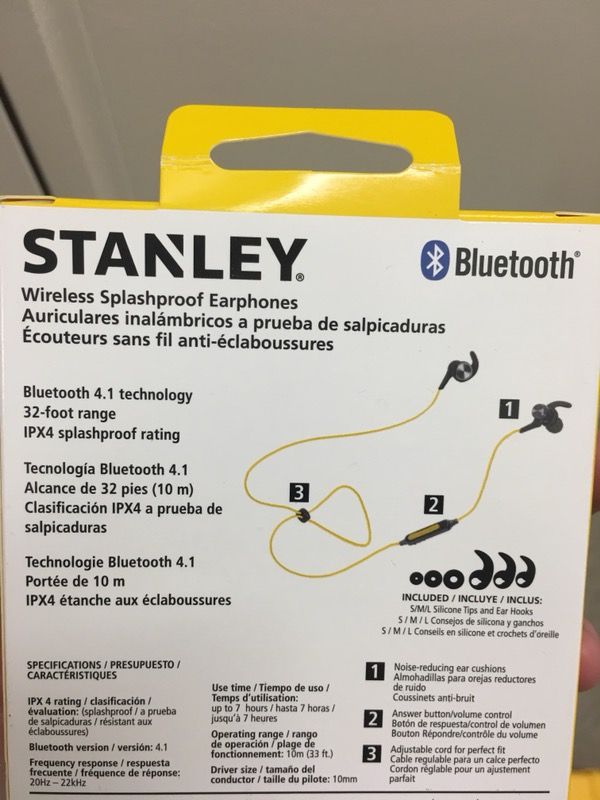 STANLEY®
Bluetooth®
Wireless Splashproof Earphones
Auriculares inalámbricos a prueba de salpicaduras
Écouteurs sans fil anti-éclaboussures
Bluetooth 4.1 technology
32-foot range
IPX4 splashproof rating
Tecnología Bluetooth 4.1
Alcance de 32 pies (10 m)
Clasificación IPX4 a prueba de
salpicaduras
Technologie Bluetooth 4.1
Portée de 10 m
IPX4 étanche aux éclaboussures
1
3
2
INCLUDED / INCLUYE / INCLUS:
S/M/L Silicone Tips and Ear Hooks
S / M / L Consejos de silicona y ganchos
S / M / L Conseils en silicone et crochets d'oreille
SPECIFICATIONS / PRESUPUESTO /
CARACTÉRISTIQUES
IPX 4 rating / clasificación /
évaluation: (splashproof / a prueba
de salpicaduras / résistant aux
éclaboussures)
Bluetooth version / versión: 4.1
Frequency response / respuesta
frecuente / fréquence de réponse:
20Hz – 22kHz
Use time / Tiempo de uso /
Temps d'utilisation:
up to 7 hours / hasta 7 horas /
jusqu'à 7 heures
Operating range / rango
de operación / plage de
fonctionnement: 10m (33 ft.)
Driver size / tamaño del
conductor / taille du pilote: 10mm
1 Noise-reducing ear cushions
Almohadillas para orejas reductores
de ruido
Coussinets anti-bruit
2 Answer button/volume control
Botón de respuesta/control de volumen
Bouton Répondre/contrôle du volume
3 Adjustable cord for perfect fit
Cable regulable para un calce perfecto
Cordon réglable pour un ajustement
parfait